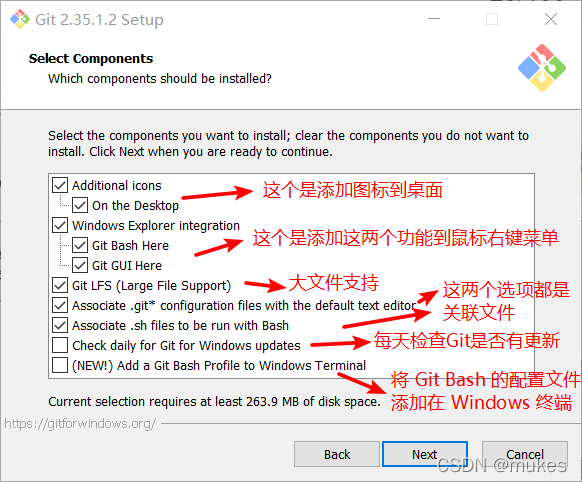 Git 2.35.1.2 Setup
Select Components
Which components should be installed?
Select the components you want to install; clear the components you do not want to
install. Click Next when you are ready to continue.
Additional icons
On the Desktop
这个是添加图标到桌面
Windows Explorer integration
Git Bash Here
Git GUI Here
这个是添加这两个功能到鼠标右键菜单
Git LFS (Large File Support)
大文件支持
Associate .git* configuration files with the default text editor
Associate .sh files to be run with Bash
这两个选项都是
关联文件
Check daily for Git for Windows updates
每天检查Git是否有更新
(NEW!) Add a Git Bash Profile to Windows Terminal
将 Git Bash 的配置文件
添加在 Windows 终端
Current selection requires at least 263.9 MB of disk space.
https://gitforwindows.org/
Back
Next
Cancel
CSDN @mukes